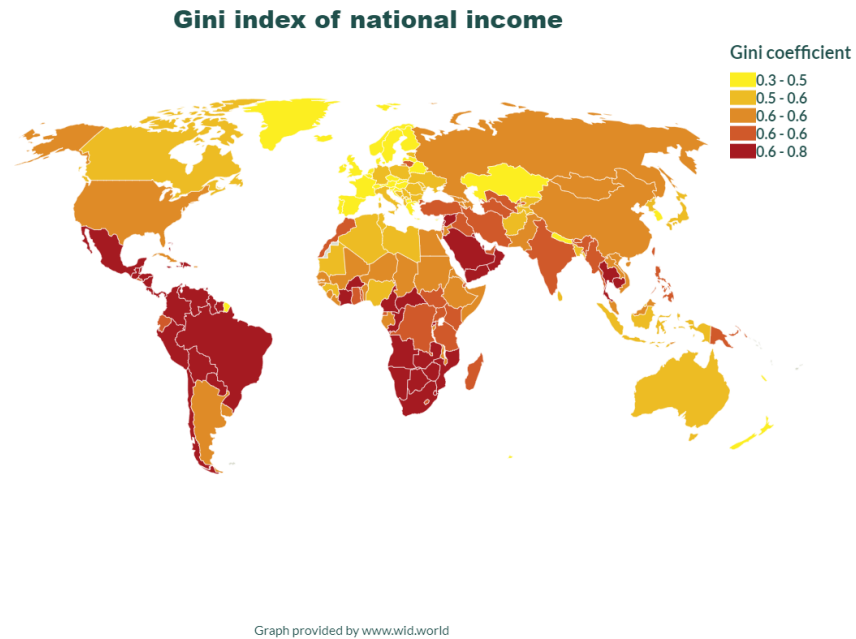 Gini index of national income
Gini coefficient
0.3 - 0.5
0.5 - 0.6
0.6 - 0.6
0.6 - 0.6
0.6 - 0.8
Graph provided by www.wid.world